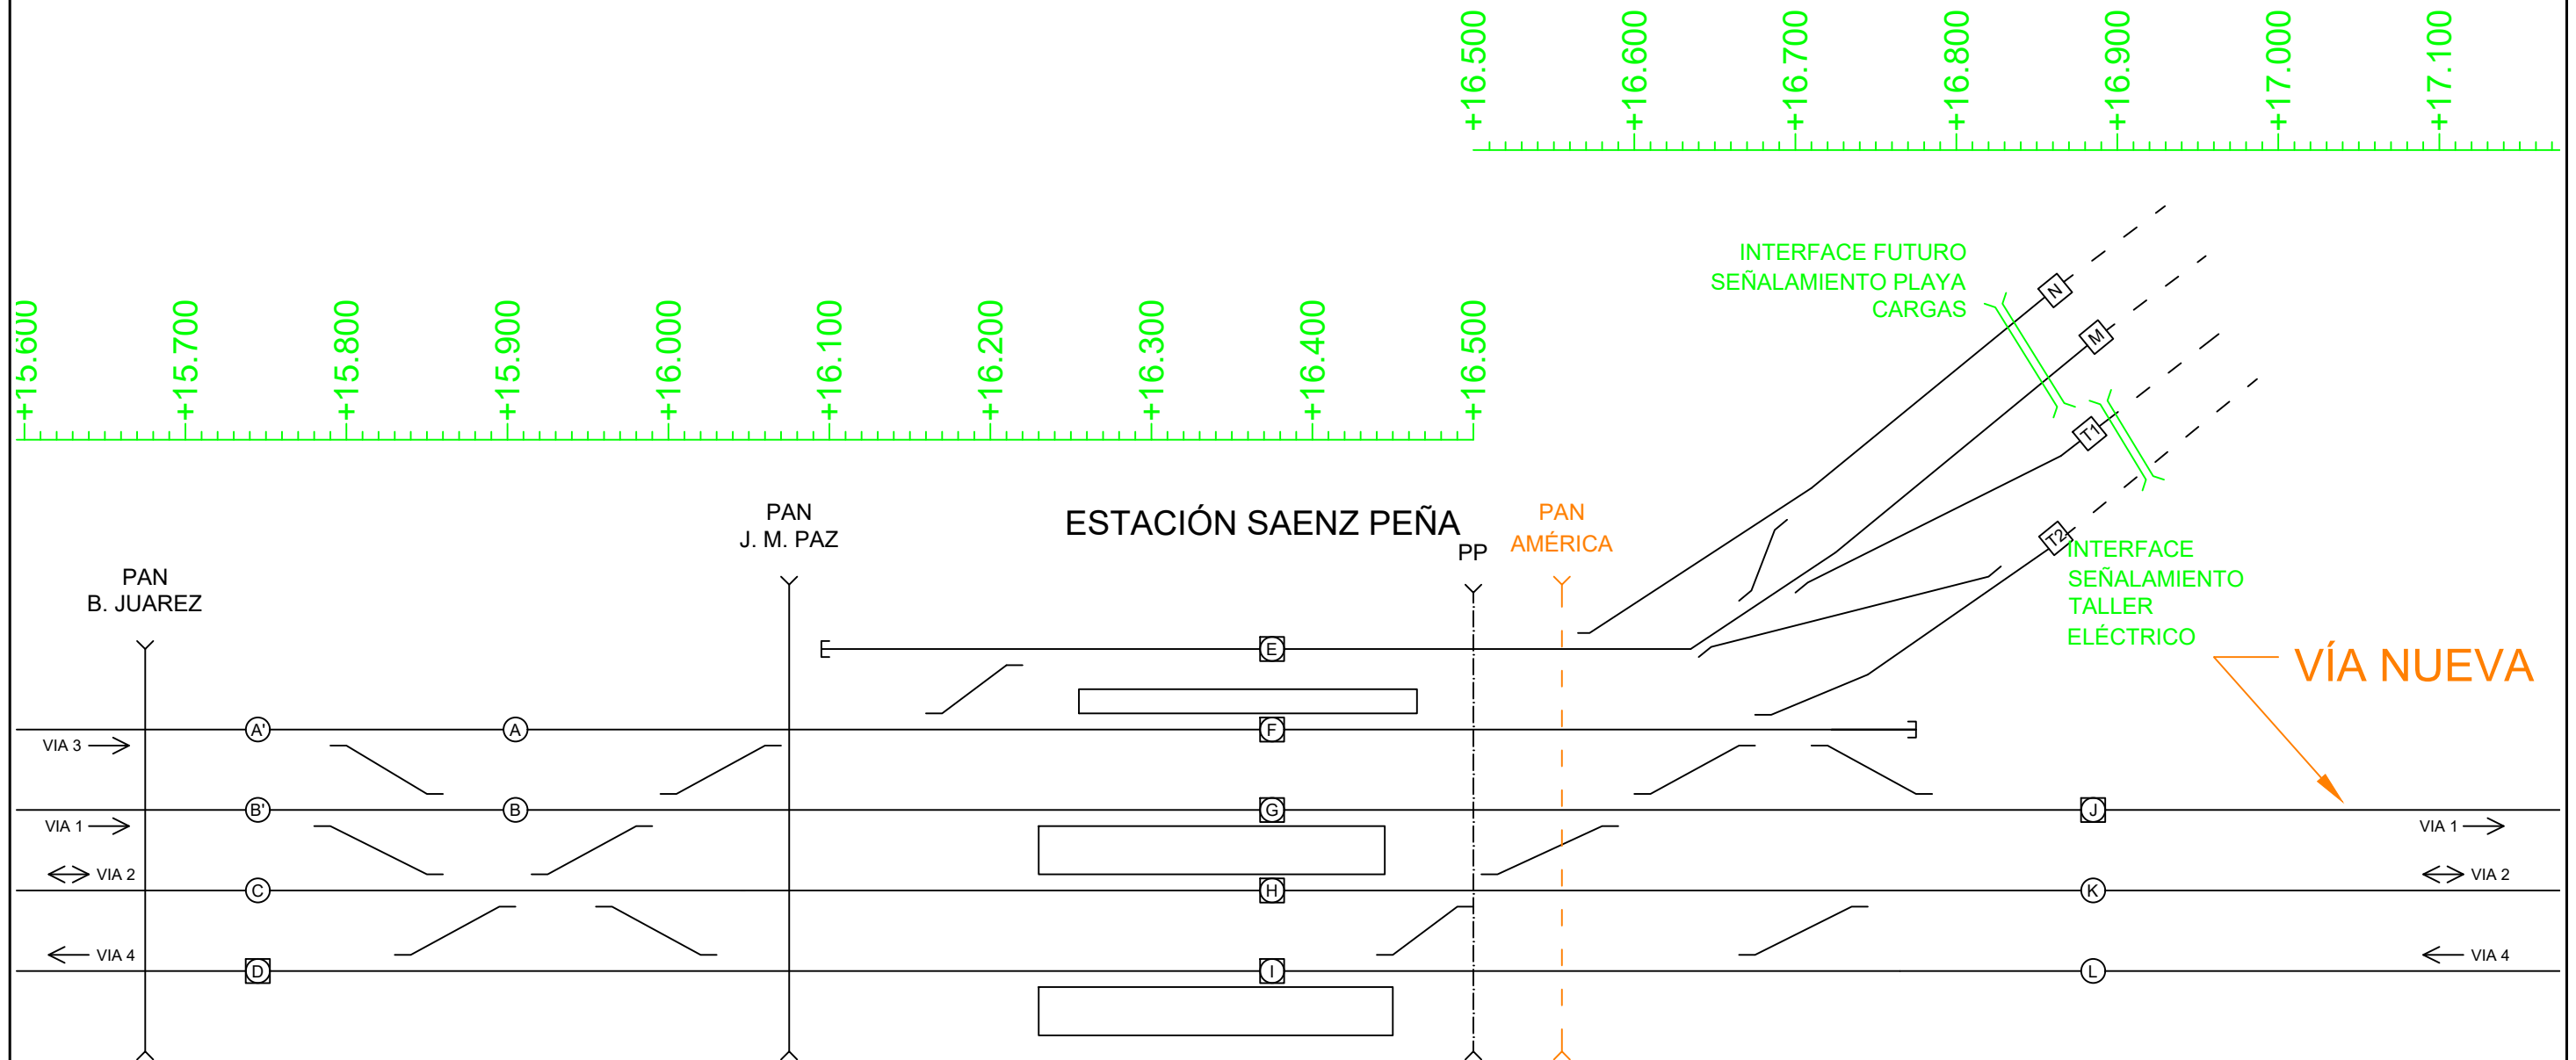 +16.500
+16.600
+16.700
+16.800
+16.900
+17.000
+17.100
INTERFACE FUTURO
SEÑALAMIENTO PLAYA
CARGAS
N
M
T1
T2
+15.600
+15.700
+15.800
+15.900
+16.000
+16.100
+16.200
+16.300
+16.400
+16.500
PAN
B. JUAREZ
PAN
J. M. PAZ
ESTACIÓN SAENZ PEÑA
PP
PAN
AMÉRICA
INTERFACE
SEÑALAMIENTO
TALLER
ELÉCTRICO
VÍA NUEVA
E
A'
A
F
VIA 3
B'
B
G
J
VIA 1
VIA 1
VIA 2
VIA 2
C
H
K
VIA 4
VIA 4
D
I
L